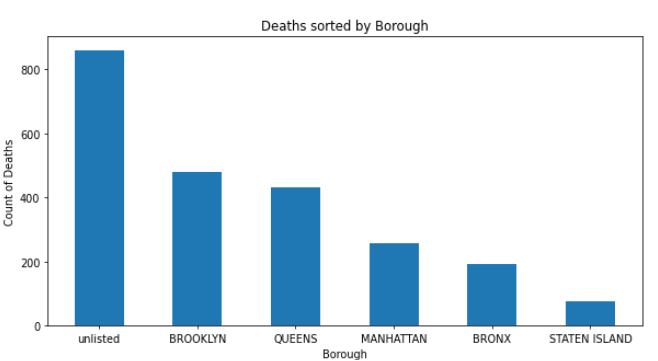 Deaths sorted by Borough
Count of Deaths
800
600
400
200
0
unlisted BROOKLYN QUEENS MANHATTAN BRONX STATEN ISLAND
Borough